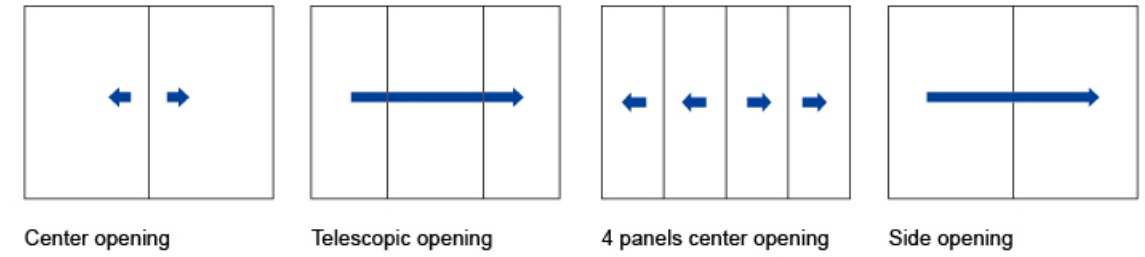 Center opening
Telescopic opening
4 panels center opening
Side opening